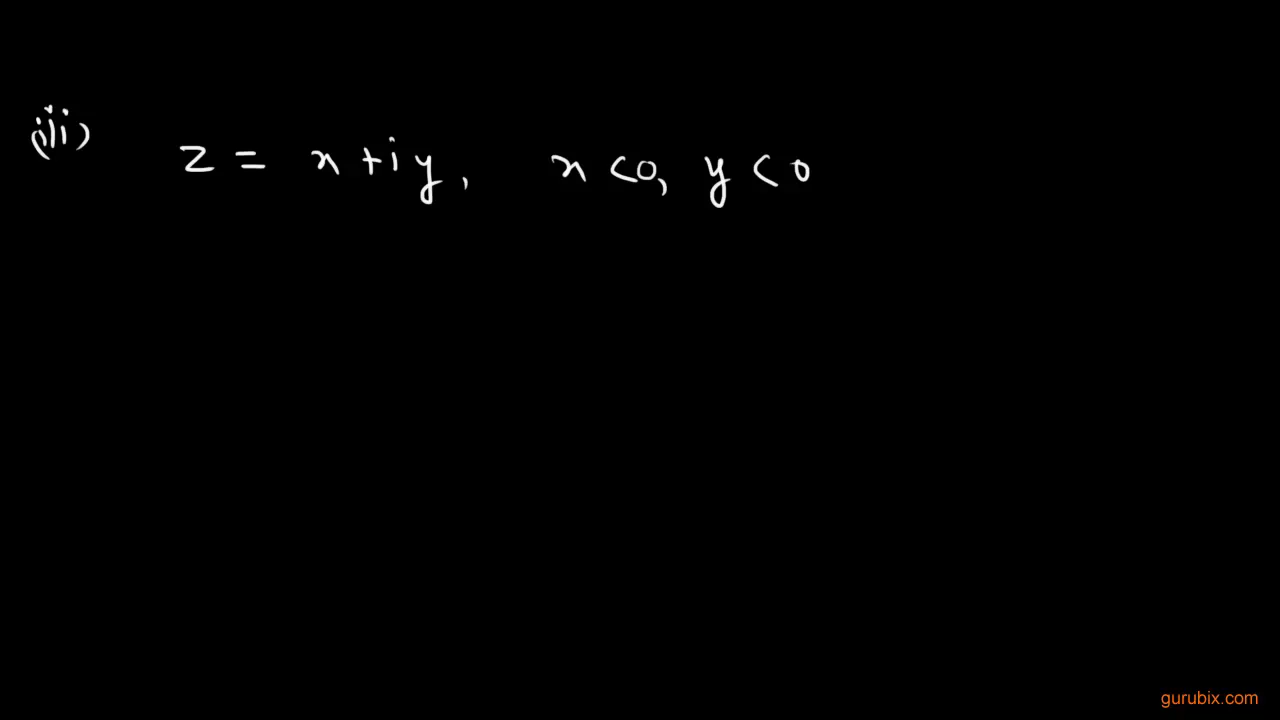 (iii) z = x + iy, x < 0, y < 0
gurubix.com